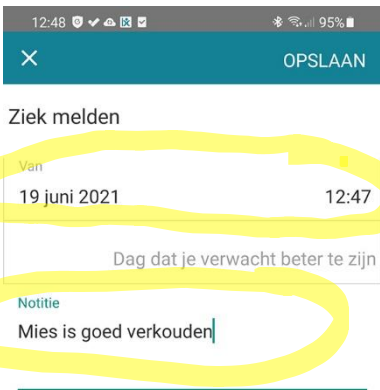 12:48 95%
OPSLAAN
Ziek melden
Van
19 juni 2021 12:47
Dag dat je verwacht beter te zijn
Notitie
Mies is goed verkouden